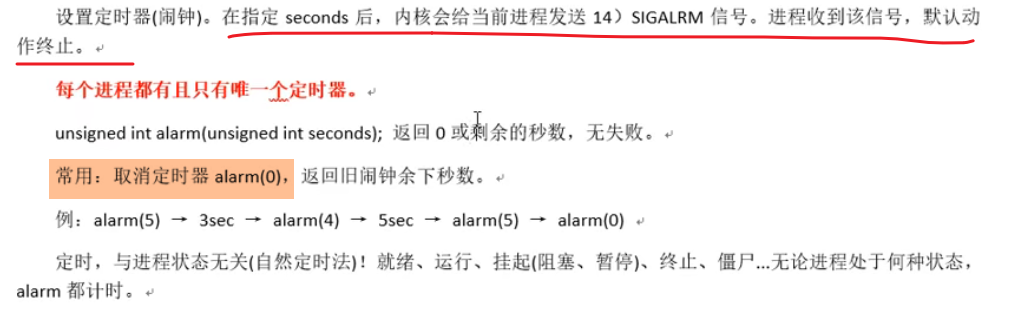 设置定时器(闹钟)。在指定 seconds 后，内核会给当前进程发送 14）SIGALRM 信号。进程收到该信号，默认动
作终止。
每个进程都有且只有唯一个定时器。
unsigned int alarm(unsigned int seconds); 返回 0 或剩余的秒数，无失败。
常用：取消定时器 alarm(0)，返回旧闹钟余下秒数。
例：alarm(5) → 3sec → alarm(4) → 5sec → alarm(5) → alarm(0)
定时，与进程状态无关(自然定时法)！就绪、运行、挂起(阻塞、暂停)、终止、僵尸...无论进程处于何种状态，
alarm 都计时。